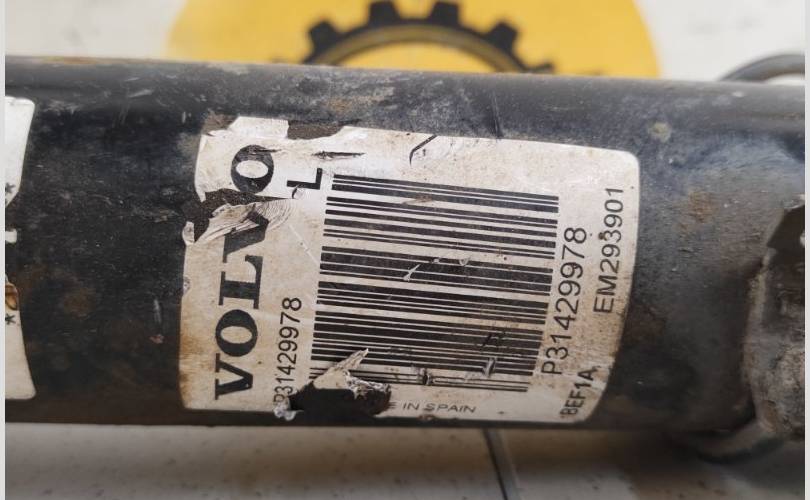 VOLVO
L
P31429978
P31429978
EM293901
BEF1A
E IN SPAIN